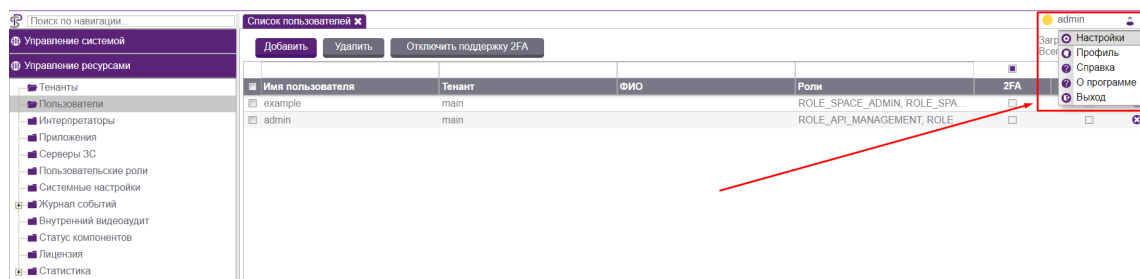 Поиск по навигации...
Список пользователей
admin
Управление системой
Добавить
Удалить
Отключить поддержку 2FA
Загр
Всег
Настройки
Профиль
Справка
О программе
Выход
Управление ресурсами
Тенанты
Пользователи
Интерпретаторы
Приложения
Серверы ЗС
Пользовательские роли
Системные настройки
Журнал событий
Внутренний видеоаудит
Статус компонентов
Лицензия
Статистика
Имя пользователя Тенант ФИО Роли 2FA
example main ROLE_SPACE_ADMIN, ROLE_SPA...
admin main ROLE_API_MANAGEMENT, ROLE